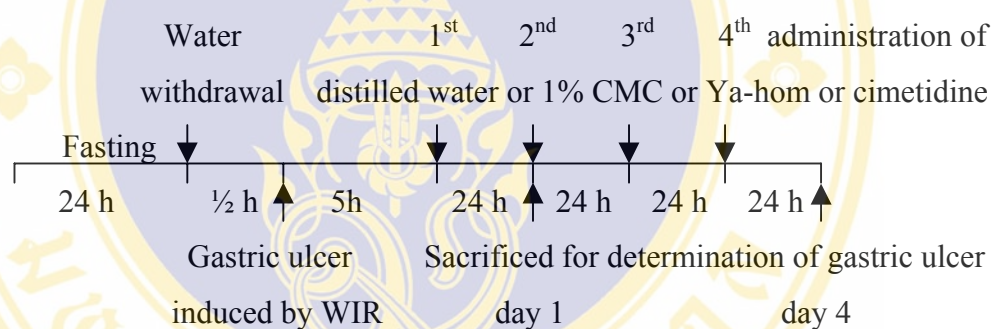 Water 1st 2nd 3rd 4th administration of
withdrawal distilled water or 1% CMC or Ya-hom or cimetidine
Fasting
24 h ½ h 5h 24 h 24 h 24 h 24 h
Gastric ulcer Sacrificed for determination of gastric ulcer
induced by WIR day 1 day 4